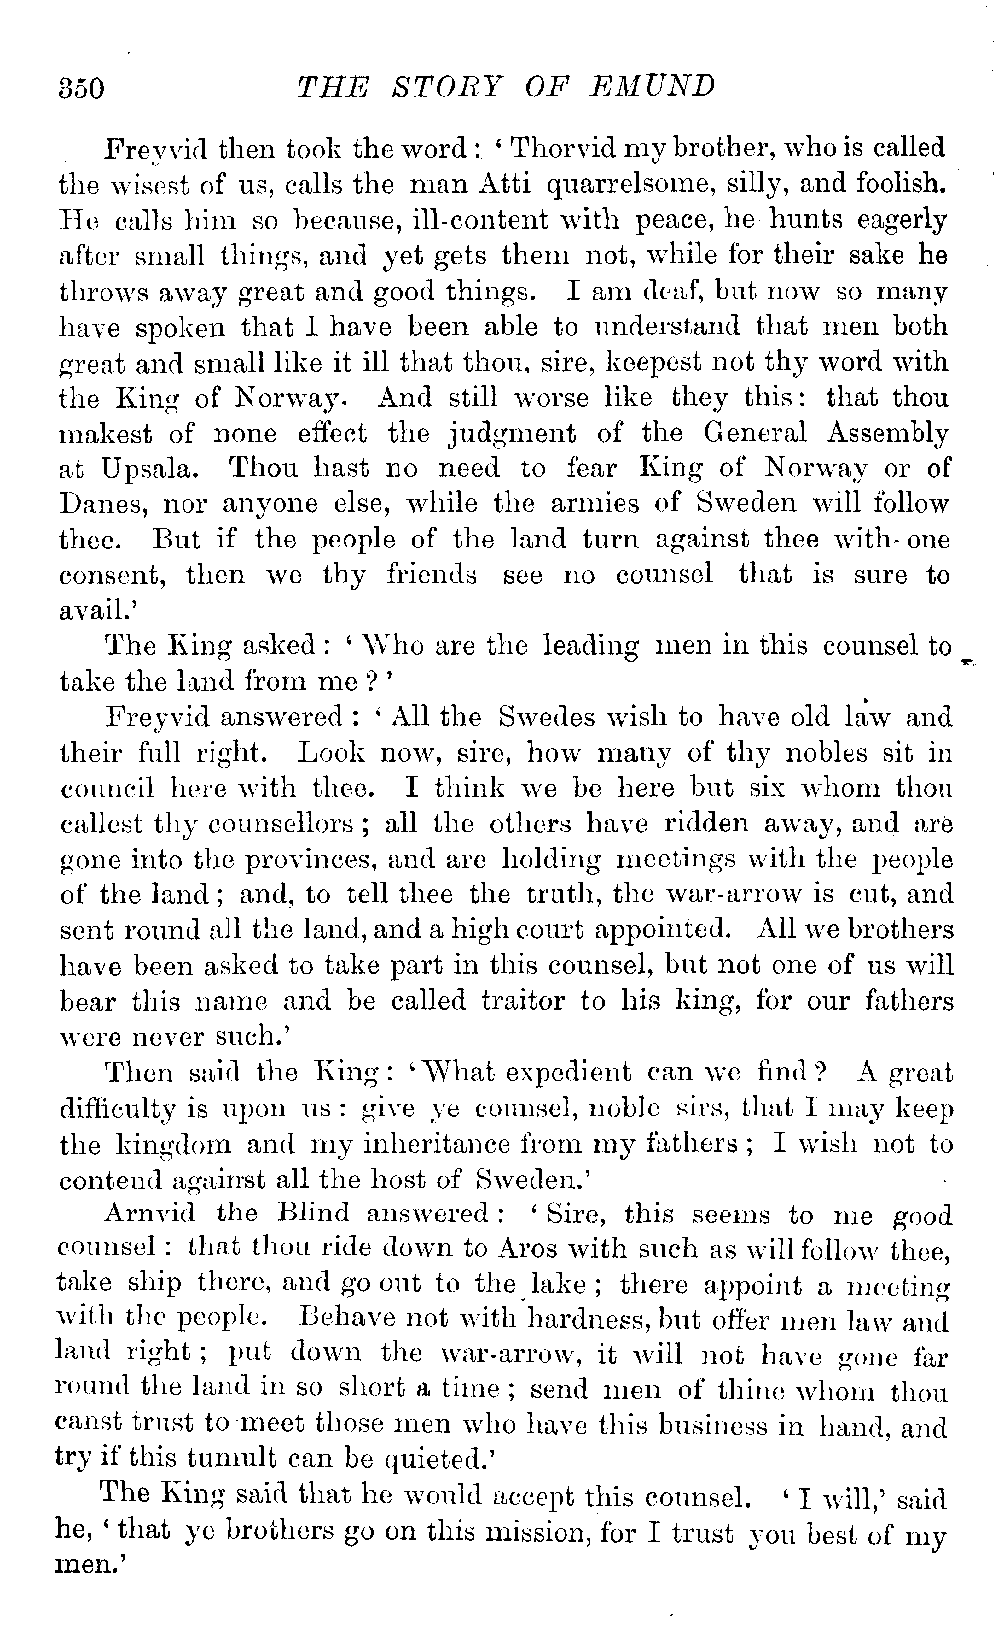 350 THE STORY OF EMUND
Freyvid then took the word: ‘ Thorvid my brother, who is called
the wisest of us, calls the man Atti quarrelsome, silly, and foolish.
He calls him so because, ill-content with peace, he hunts eagerly
after small things, and yet gets them not, while for their sake he
throws away great and good things. I am deaf, but now so many
have spoken that I have been able to understand that men both
great and small like it ill that thou, sire, keepest not thy word with
the King of Norway. And still worse like they this: that thou
makest of none effect the judgment of the General Assembly
at Upsala. Thou hast no need to fear King of Norway or of
Danes, nor anyone else, while the armies of Sweden will follow
thee. But if the people of the land turn against thee with one
consent, then we thy friends see no counsel that is sure to
avail.’
The King asked: ‘ Who are the leading men in this counsel to
take the land from me ? ’
Freyvid answered : ‘ All the Swedes wish to have old law and
their full right. Look now, sire, how many of thy nobles sit in
council here with thee. I think we be here but six whom thou
callest thy counsellors ; all the others have ridden away, and are
gone into the provinces, and are holding meetings with the people
of the land ; and, to tell thee the truth, the war-arrow is cut, and
sent round all the land, and a high court appointed. All we brothers
have been asked to take part in this counsel, but not one of us will
bear this name and be called traitor to his king, for our fathers
were never such.’
Then said the King: ‘ What expedient can we find ? A great
difficulty is upon us : give ye counsel, noble sirs, that I may keep
the kingdom and my inheritance from my fathers ; I wish not to
contend against all the host of Sweden.’
Arnvid the Blind answered : ‘ Sire, this seems to me good
counsel : that thou ride down to Aros with such as will follow thee,
take ship there, and go out to the lake ; there appoint a meeting
with the people. Behave not with hardness, but offer men law and
land right ; put down the war-arrow, it will not have gone far
round the land in so short a time ; send men of thine whom thou
canst trust to meet those men who have this business in hand, and
try if this tumult can be quieted.’
The King said that he would accept this counsel. ‘ I will,’ said
he, ‘ that ye brothers go on this mission, for I trust you best of my
men.’